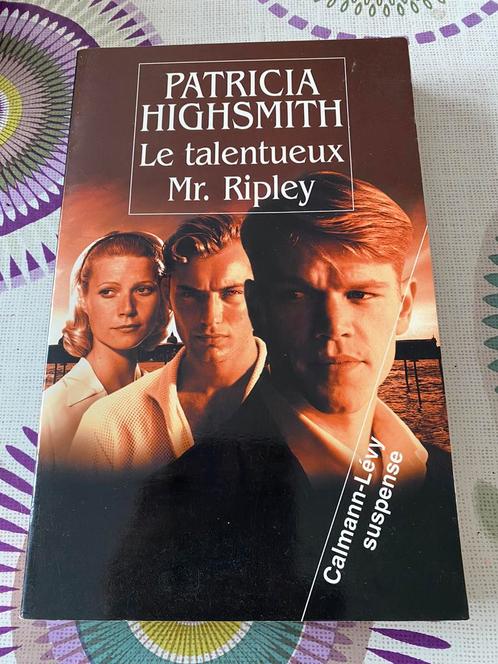 PATRICIA
HIGHSMITH
Le talentueux
Mr. Ripley
Calmann-Lévy
suspense